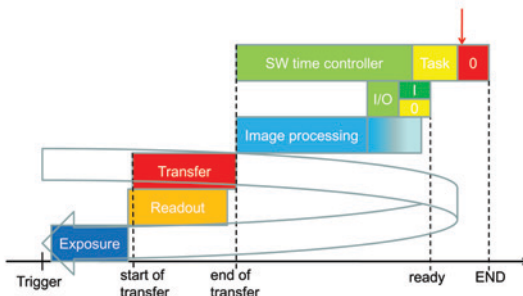 SW time controller
Task
0
I/O
I
0
Image processing
Transfer
Readout
Exposure
Trigger
start of
transfer
end of
transfer
ready
END